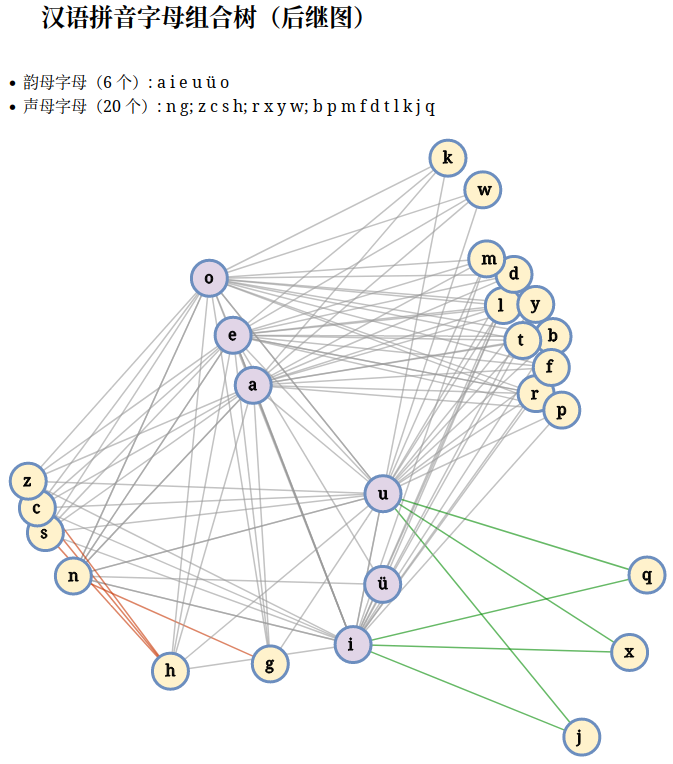 汉语拼音字母组合树（后继图）
• 韵母字母（6 个）: a i e u ü o
• 声母字母（20 个）: n g; z c s h; r x y w; b p m f d t l k j q
k
w
m
d
o
l
y
e
t
b
f
a
r
p
z
u
c
s
n
ü
q
i
x
h
g
j